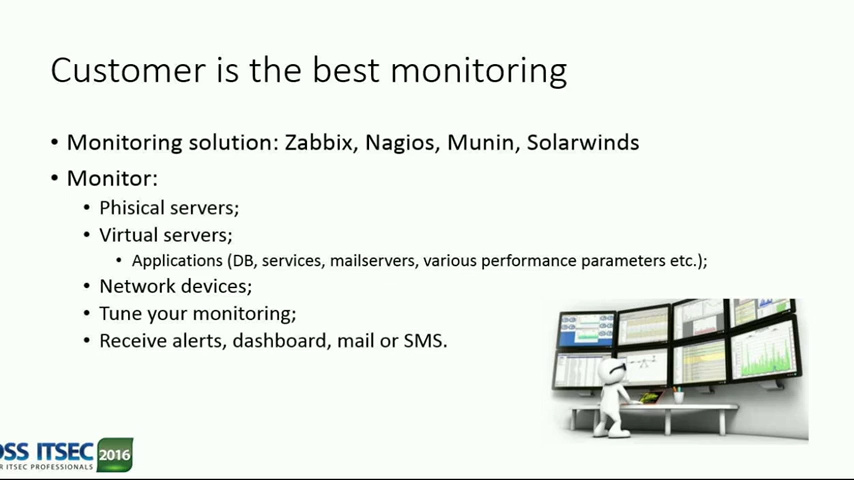 Customer is the best monitoring
• Monitoring solution: Zabbix, Nagios, Munin, Solarwinds
• Monitor:
• Phisical servers;
• Virtual servers;
• Applications (DB, services, mailservers, various performance parameters etc.);
• Network devices;
• Tune your monitoring;
• Receive alerts, dashboard, mail or SMS.
OSS ITSEC 2016
R ITSEC PROFESSIONALS